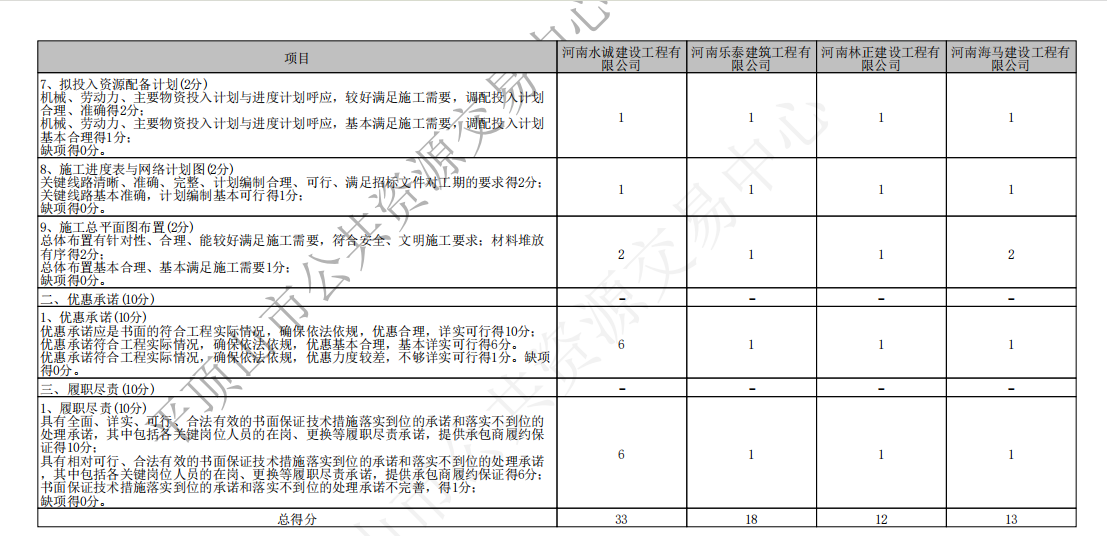 项目
河南水诚建设工程有限公司
河南乐泰建筑工程有限公司
河南林正建设工程有限公司
河南海马建设工程有限公司
7、拟投入资源配备计划(2分)
机械、劳动力、主要物资投入计划与进度计划呼应，较好满足施工需要，调配投入计划
合理、准确得2分；
机械、劳动力、主要物资投入计划与进度计划呼应，基本满足施工需要，调配投入计划
基本合理得1分；
缺项得0分。
1 1 1 1
8、施工进度表与网络计划图(2分)
关键线路清晰、准确、完整、计划编制合理、可行、满足招标文件对工期的要求得2分；
关键线路基本准确，计划编制基本可行得1分；
缺项得0分。
1 1 1 1
9、施工总平面图布置(2分)
总体布置有针对性、合理、能较好满足施工需要，符合安全、文明施工要求；材料堆放
有序得2分；
总体布置基本合理、基本满足施工需要1分；
缺项得0分。
2 1 1 2
二、优惠承诺(10分) - - - -
1、优惠承诺(10分)
优惠承诺应是书面的符合工程实际情况，确保依法依规，优惠合理，详实可行得10分；
优惠承诺符合工程实际情况，确保依法依规，优惠基本合理，基本详实可行得6分。
优惠承诺符合工程实际情况，确保依法依规，优惠力度较差，不够详实可行得1分。缺项
得0分。
6 1 1 1
三、履职尽责(10分) - - - -
1、履职尽责(10分)
具有全面、详实、可行、合法有效的书面保证技术措施落实到位的承诺和落实不到位的
处理承诺，其中包括各关键岗位人员的在岗、更换等履职尽责承诺，提供承包商履约保
证得10分；
具有相对可行、合法有效的书面保证技术措施落实到位的承诺和落实不到位的处理承诺
，其中包括各关键岗位人员的在岗、更换等履职尽责承诺，提供承包商履约保证得6分；
书面保证技术措施落实到位的承诺和落实不到位的处理承诺不完善，得1分；
缺项得0分。
6 1 1 1
总得分 33 18 12 13
平顶山市公共资源交易中心
山市公共资源交易中心